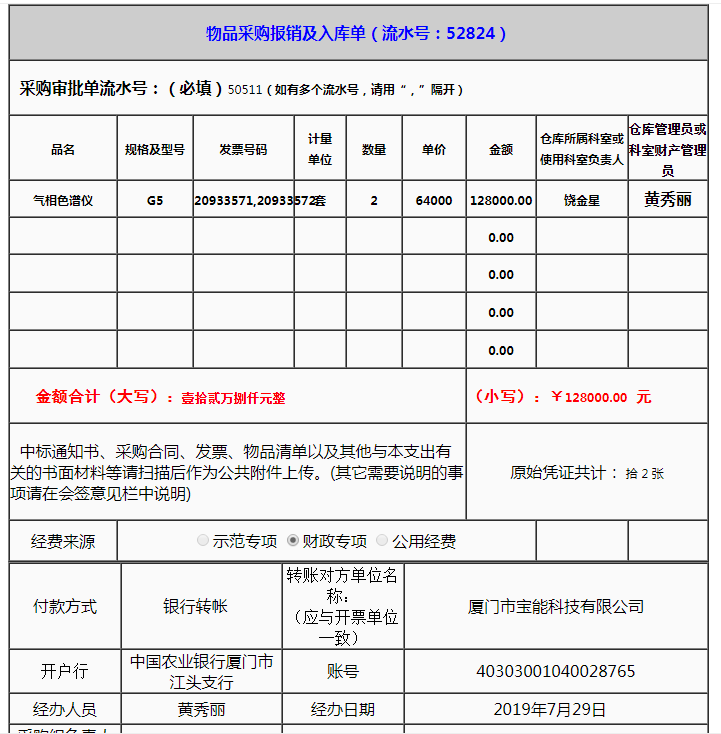 物品采购报销及入库单（流水号：52824）
采购审批单流水号：（必填）50511（如有多个流水号，请用“，”隔开）
品名 规格及型号 发票号码 计量单位 数量 单价 金额 仓库所属科室或使用科室负责人 仓库管理员或科室财产管理员
气相色谱仪 G5 20933571,20933572 套 2 64000 128000.00 饶金星 黄秀丽
0.00
0.00
0.00
0.00
金额合计（大写）：壹拾贰万捌仟元整 （小写）：￥128000.00 元
中标通知书、采购合同、发票、物品清单以及其他与本支出有
关的书面材料等请扫描后作为公共附件上传。(其它需要说明的事
项请在会签意见栏中说明)
原始凭证共计：拾 2 张
经费来源 示范专项 财政专项 公用经费
付款方式 银行转帐 转账对方单位名称：（应与开票单位一致） 厦门市宝能科技有限公司
开户行 中国农业银行厦门市江头支行 账号 40303001040028765
经办人员 黄秀丽 经办日期 2019年7月29日